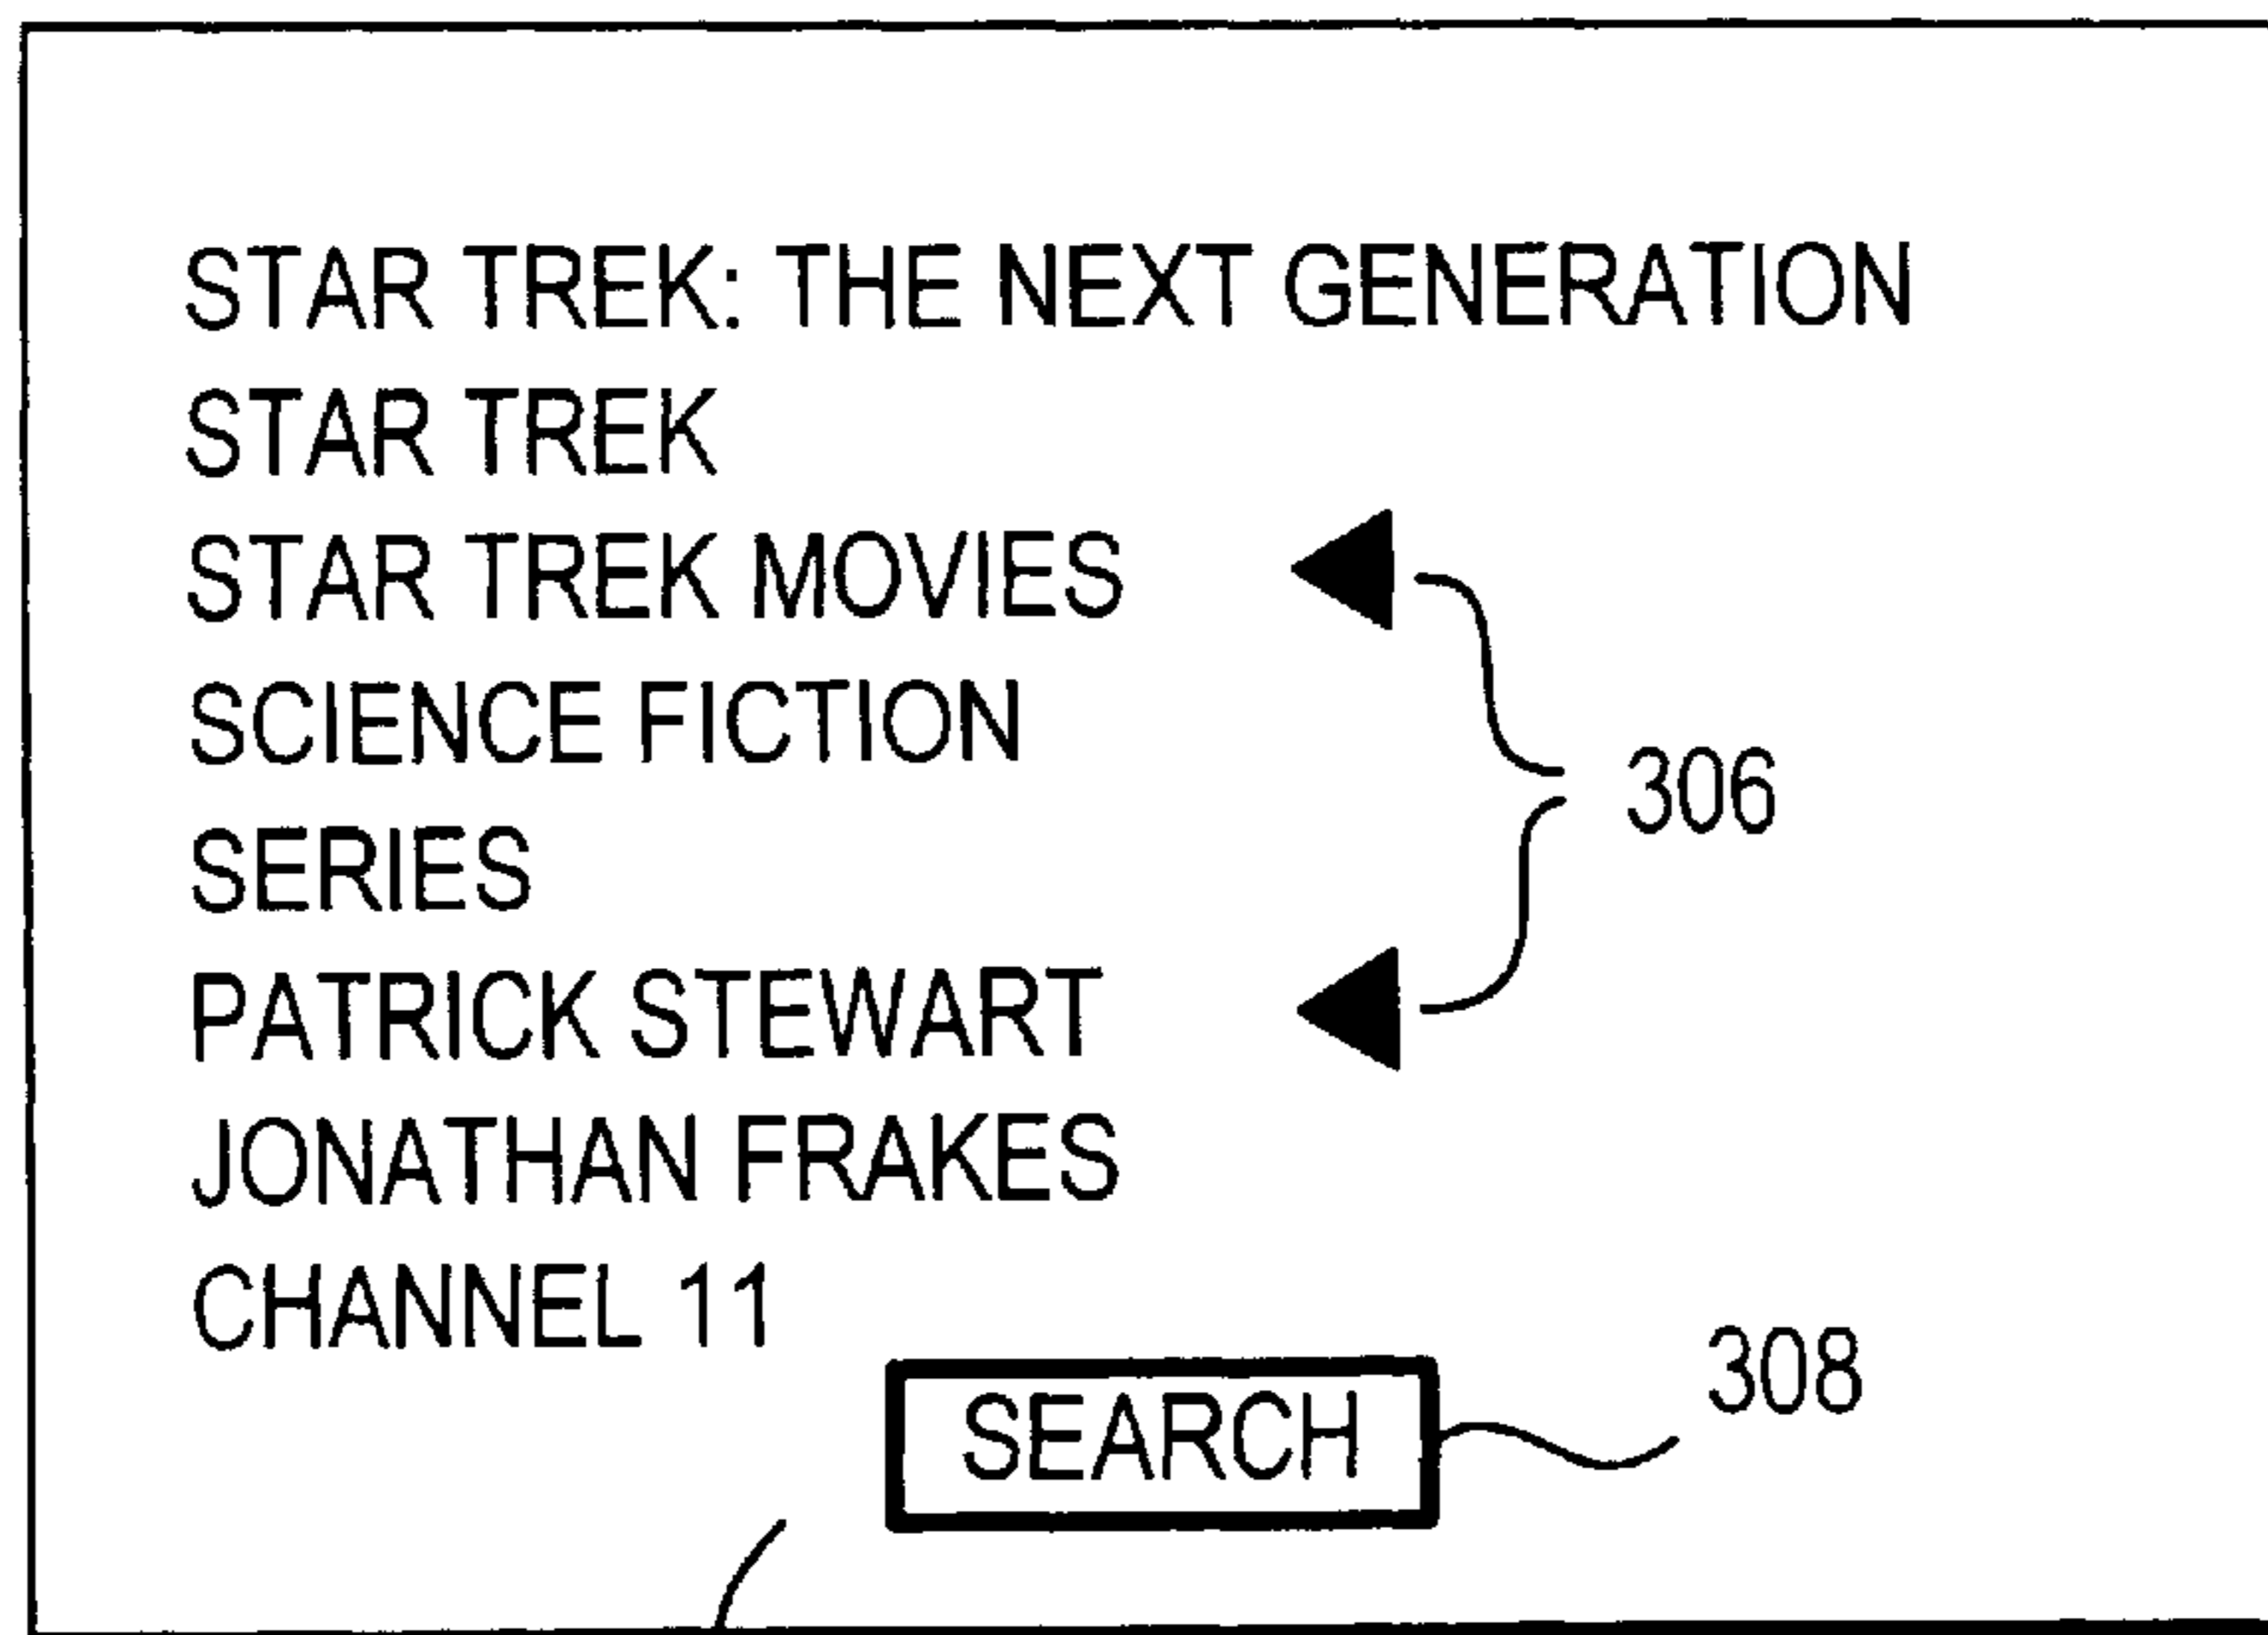 STAR TREK: THE NEXT GENERATION
STAR TREK
STAR TREK MOVIES
SCIENCE FICTION
306
SERIES
PATRICK STEWART
JONATHAN FRAKES
CHANNEL 11
308
SEARCH